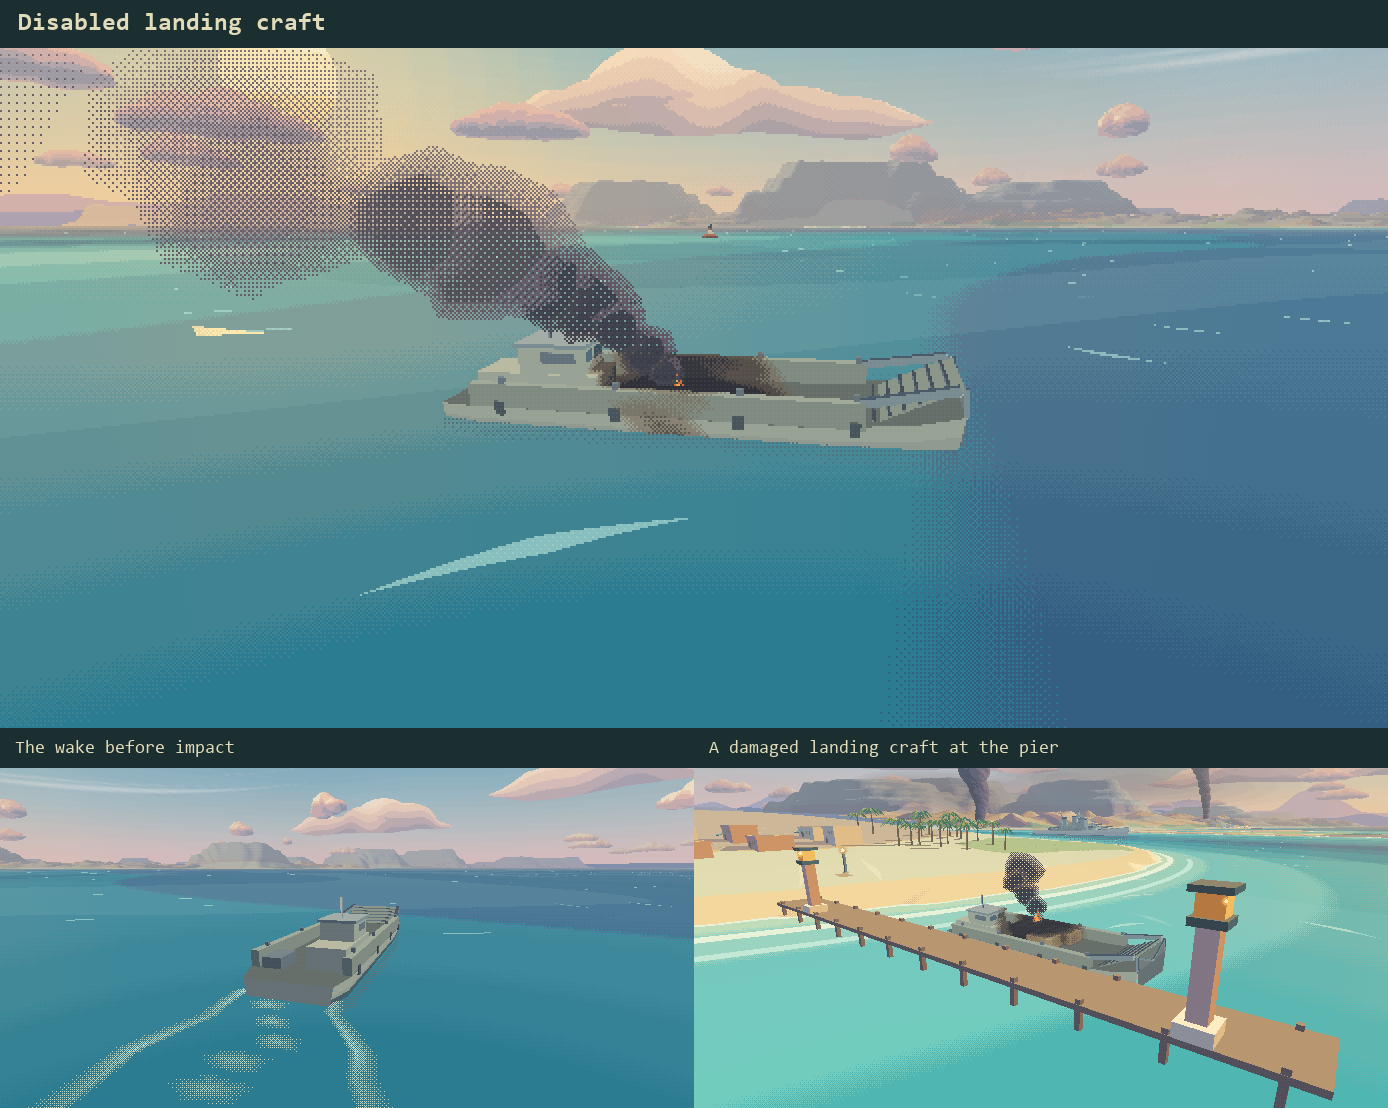 Disabled landing craft
The wake before impact
A damaged landing craft at the pier